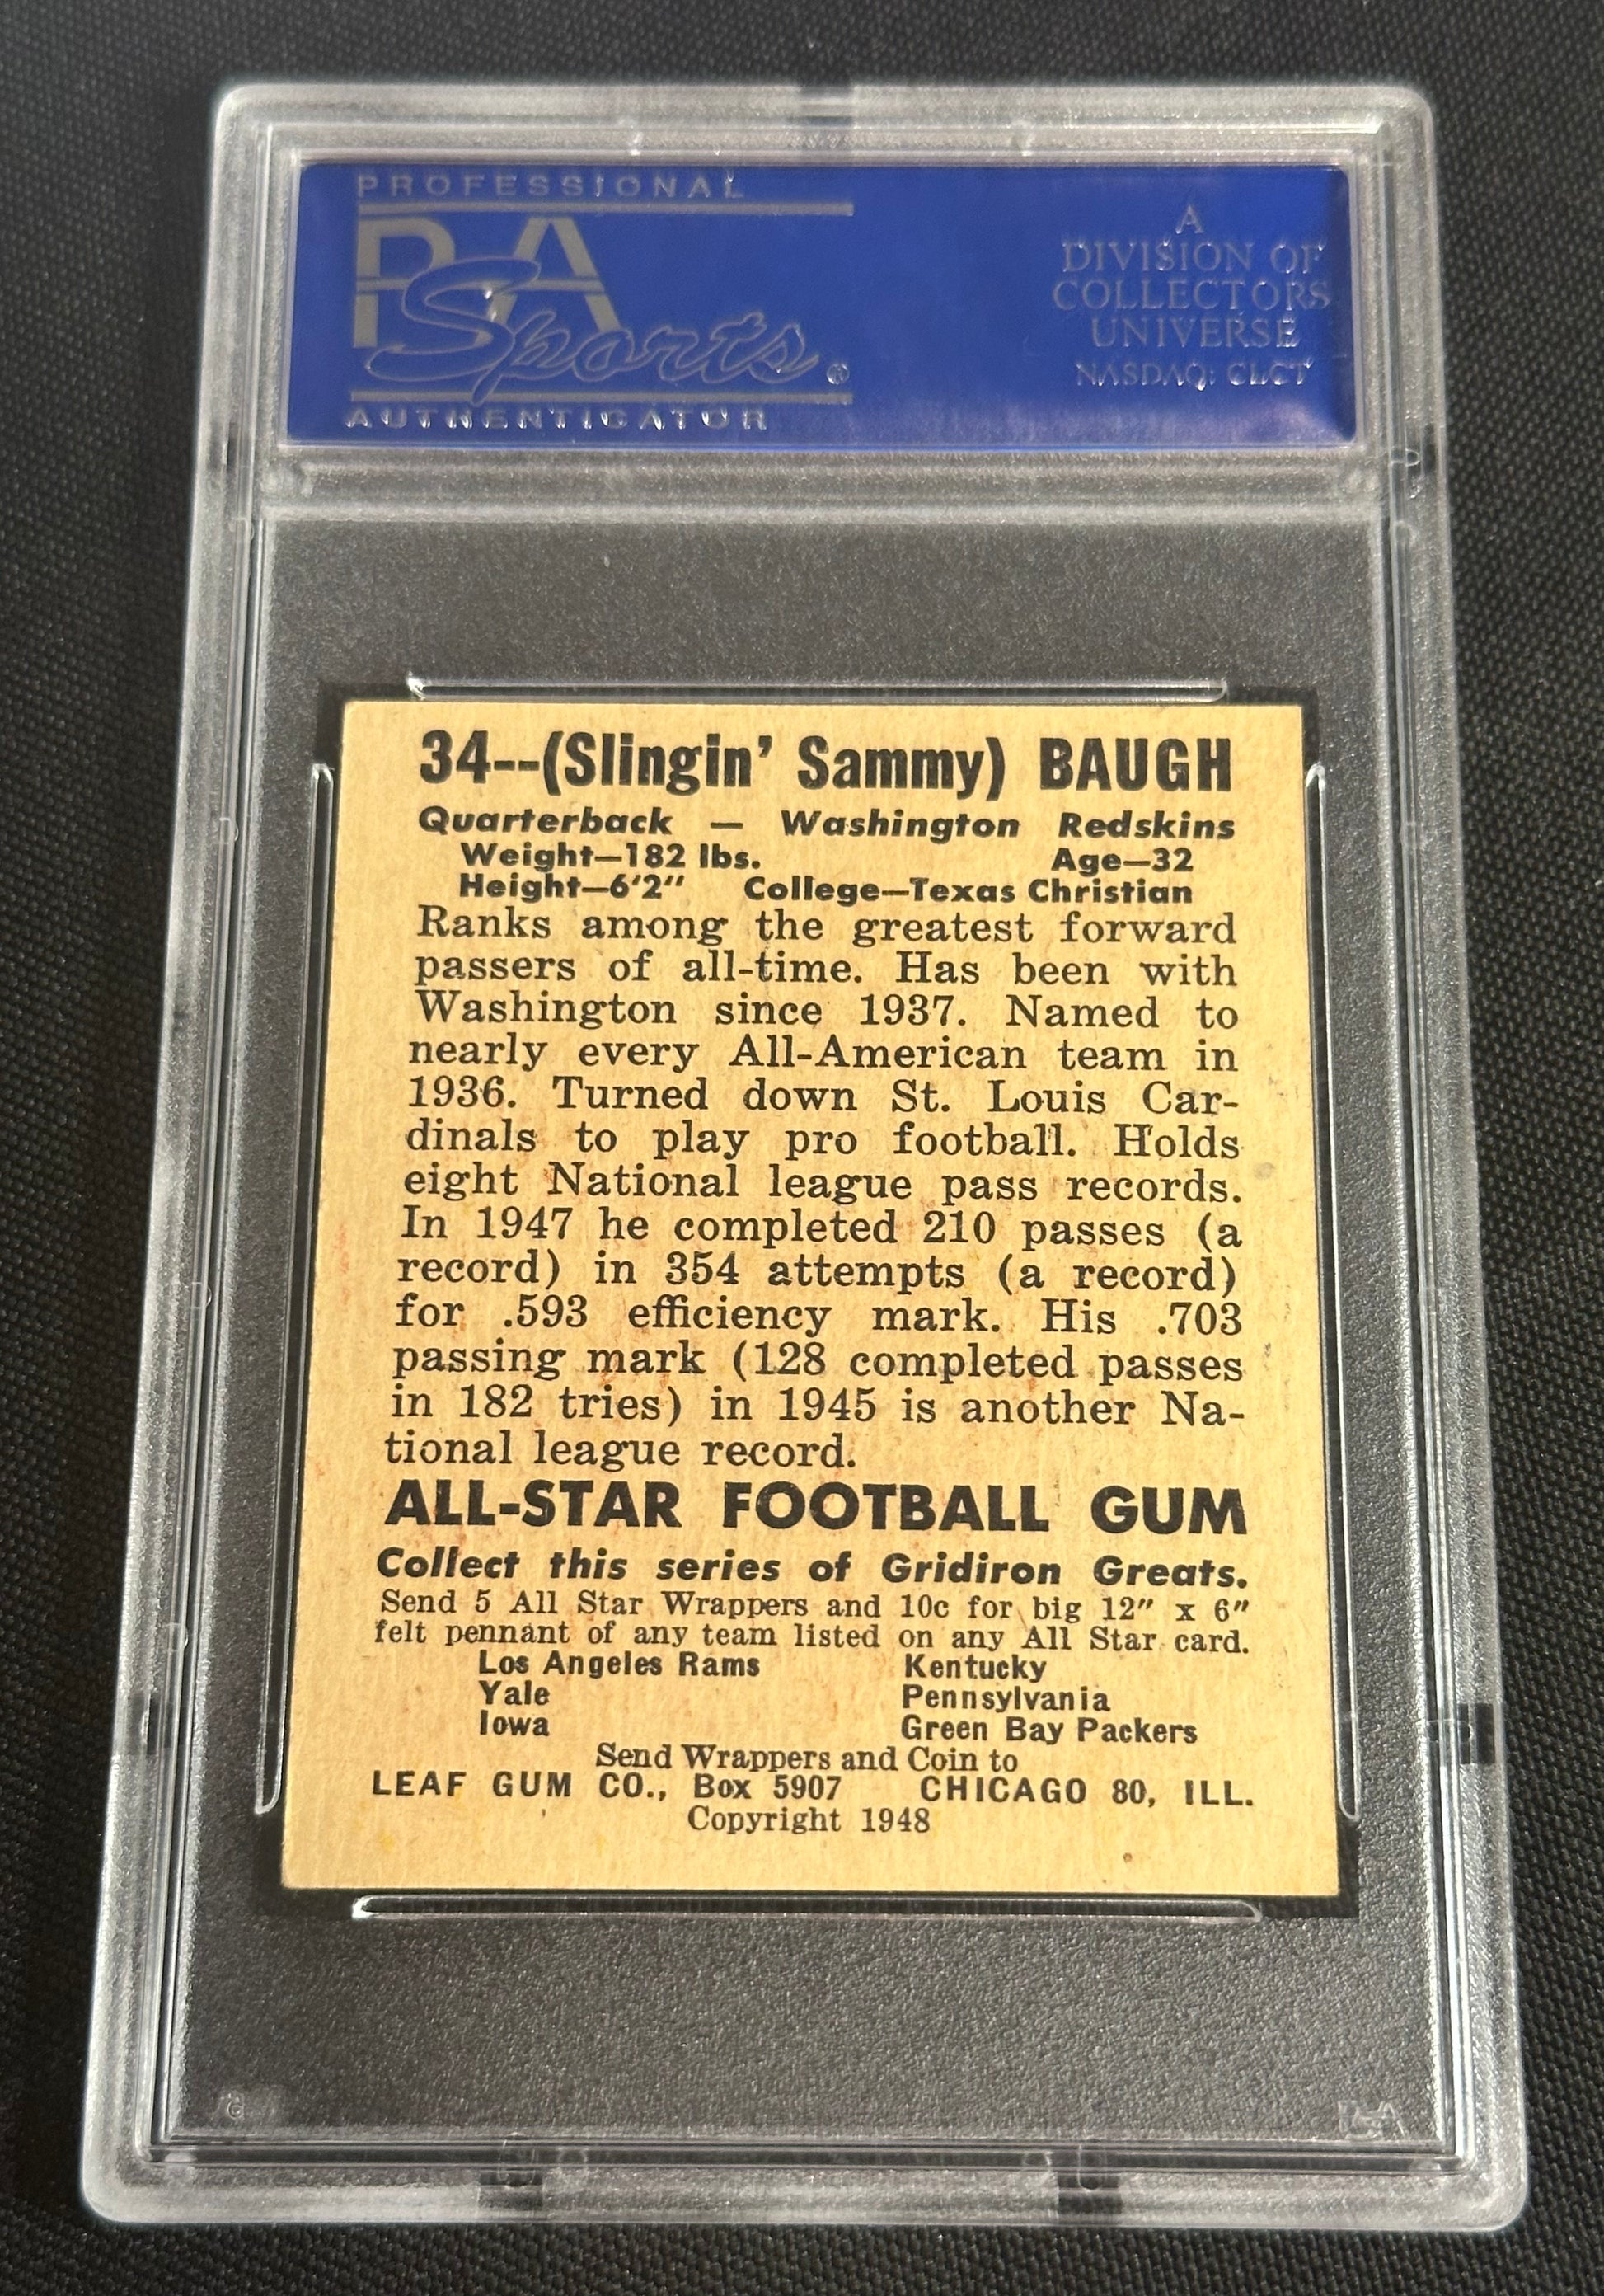 PROFESSIONAL
PSA
Sports®
AUTHENTICATOR
A
DIVISION OF
COLLECTORS
UNIVERSE
NASDAQ: CLCT
34--(Slingin' Sammy) BAUGH
Quarterback — Washington Redskins
Weight—182 lbs. Age—32
Height—6'2" College—Texas Christian
Ranks among the greatest forward
passers of all-time. Has been with
Washington since 1937. Named to
nearly every All-American team in
1936. Turned down St. Louis Car-
dinals to play pro football. Holds
eight National league pass records.
In 1947 he completed 210 passes (a
record) in 354 attempts (a record)
for .593 efficiency mark. His .703
passing mark (128 completed passes
in 182 tries) in 1945 is another Na-
tional league record.
ALL-STAR FOOTBALL GUM
Collect this series of Gridiron Greats.
Send 5 All Star Wrappers and 10c for big 12" x 6"
felt pennant of any team listed on any All Star card.
Los Angeles Rams Kentucky
Yale Pennsylvania
Iowa Green Bay Packers
Send Wrappers and Coin to
LEAF GUM CO., Box 5907 CHICAGO 80, ILL.
Copyright 1948